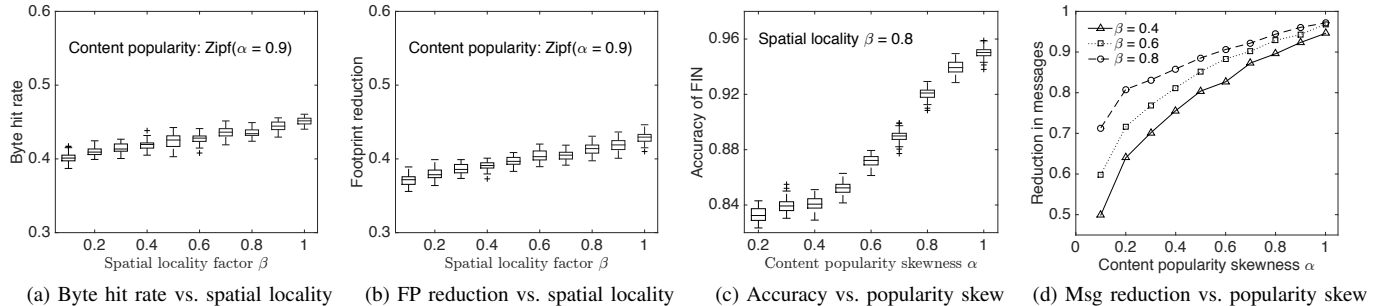 0.6
0.5
0.4
0.3
Byte hit rate
Content popularity: Zipf(α = 0.9)
0.2 0.4 0.6 0.8 1
Spatial locality factor β
(a) Byte hit rate vs. spatial locality
0.6
0.5
0.4
0.3
Footprint reduction
Content popularity: Zipf(α = 0.9)
0.2 0.4 0.6 0.8 1
Spatial locality factor β
(b) FP reduction vs. spatial locality
0.96
0.92
0.88
0.84
Accuracy of FIN
Spatial locality β = 0.8
0.2 0.4 0.6 0.8 1
Content popularity skewness α
(c) Accuracy vs. popularity skew
1
0.9
0.8
0.7
0.6
0.5
Reduction in messages
β = 0.4
β = 0.6
β = 0.8
0 0.2 0.4 0.6 0.8 1
Content popularity skewness α
(d) Msg reduction vs. popularity skew